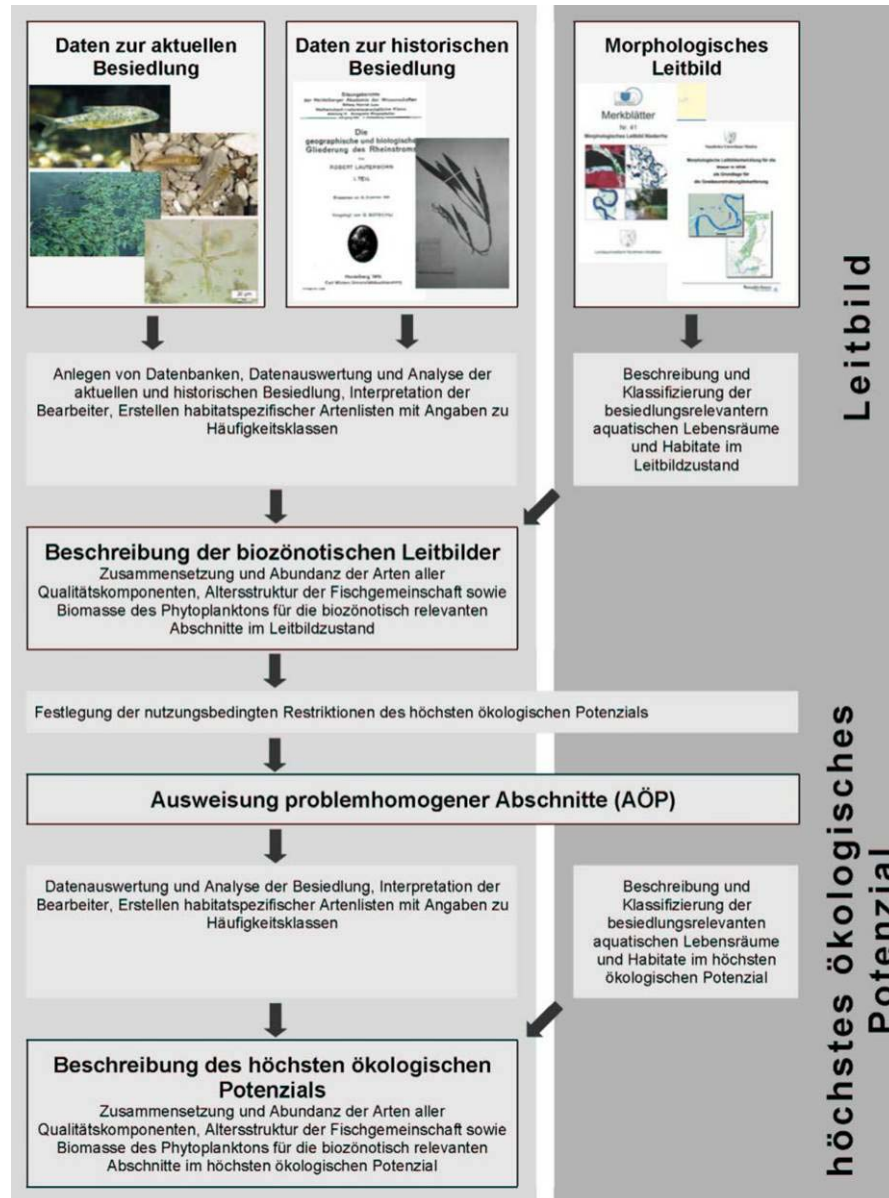 Daten zur aktuellen
Besiedlung
Daten zur historischen
Besiedlung
Die
geographische und biologische
Gliederung des Rheinstroms
ROBERT LAUTERBORN
I. TEIL
Morphologisches
Leitbild
Merkblätter
Nr. 41
Morphologisches Leitbild Niederrhein
Anlegen von Datenbanken, Datenauswertung und Analyse der
aktuellen und historischen Besiedlung, Interpretation der
Bearbeiter, Erstellen habitatspezifischer Artenlisten mit Angaben zu
Häufigkeitsklassen
Beschreibung und
Klassifizierung der
besiedlungsrelevantern
aquatischen Lebensräume
und Habitate im
Leitbildzustand
Leitbild
Beschreibung der biozönotischen Leitbilder
Zusammensetzung und Abundanz der Arten aller
Qualitätskomponenten, Altersstruktur der Fischgemeinschaft sowie
Biomasse des Phytoplanktons für die biozönotisch relevanten
Abschnitte im Leitbildzustand
Festlegung der nutzungsbedingten Restriktionen des höchsten ökologischen Potenzials
Ausweisung problemhomogener Abschnitte (AÖP)
Datenauswertung und Analyse der Besiedlung, Interpretation der
Bearbeiter, Erstellen habitatspezifischer Artenlisten mit Angaben zu
Häufigkeitsklassen
Beschreibung und
Klassifizierung der
besiedlungsrelevanten
aquatischen Lebensräume
und Habitate im höchsten
ökologischen Potenzial
Beschreibung des höchsten ökologischen
Potenzials
Zusammensetzung und Abundanz der Arten aller
Qualitätskomponenten, Altersstruktur der Fischgemeinschaft sowie
Biomasse des Phytoplanktons für die biozönotisch relevanten
Abschnitte im höchsten ökologischen Potenzial
höchstes ökologisches
Potenzial